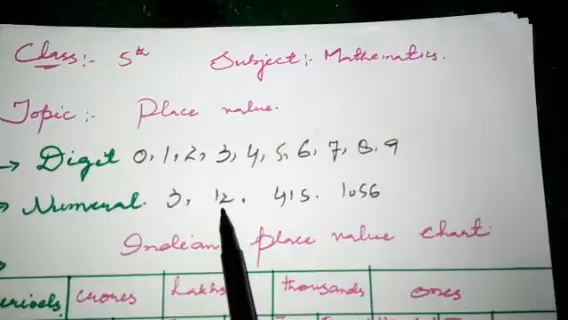 Class:- 5th Subject:- Mathematics.
Topic:- Place value.
→ Digit 0, 1, 2, 3, 4, 5, 6, 7, 8, 9
→ Numeral. 3, 12, 415. 1056
Indian place value chart:
periods crores lakhs thousands ones